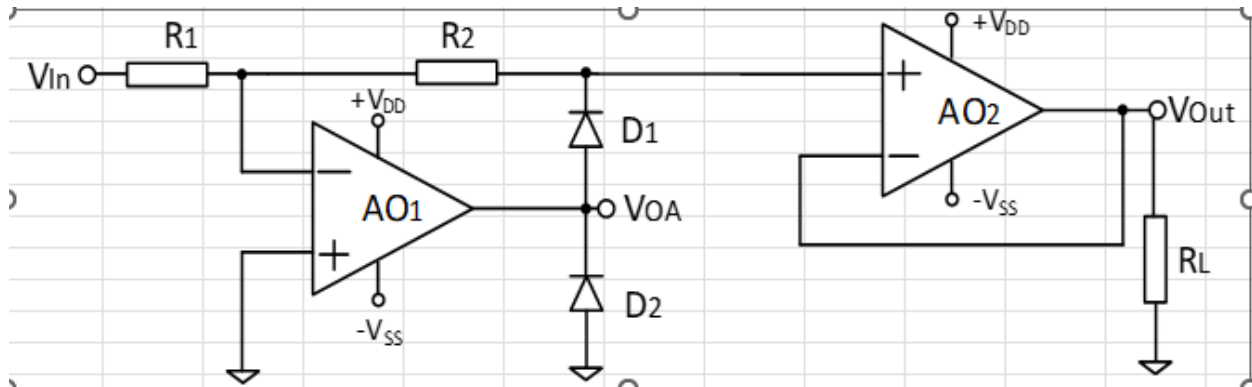 R1
R2
+VDD
VIn
+VDD
+
AO2
VOut
D1
−
−
AO1
VOA
-VSS
+
RL
D2
-VSS